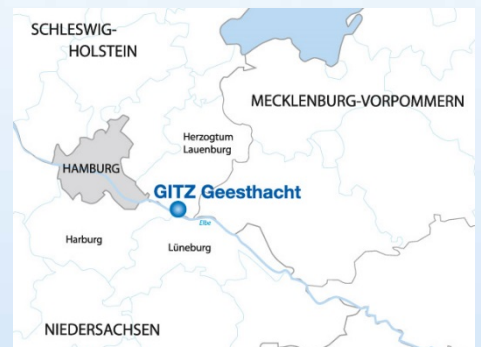 SCHLESWIG-
HOLSTEIN
MECKLENBURG-VORPOMMERN
Herzogtum
Lauenburg
HAMBURG
GITZ Geesthacht
Elbe
Harburg
Lüneburg
NIEDERSACHSEN